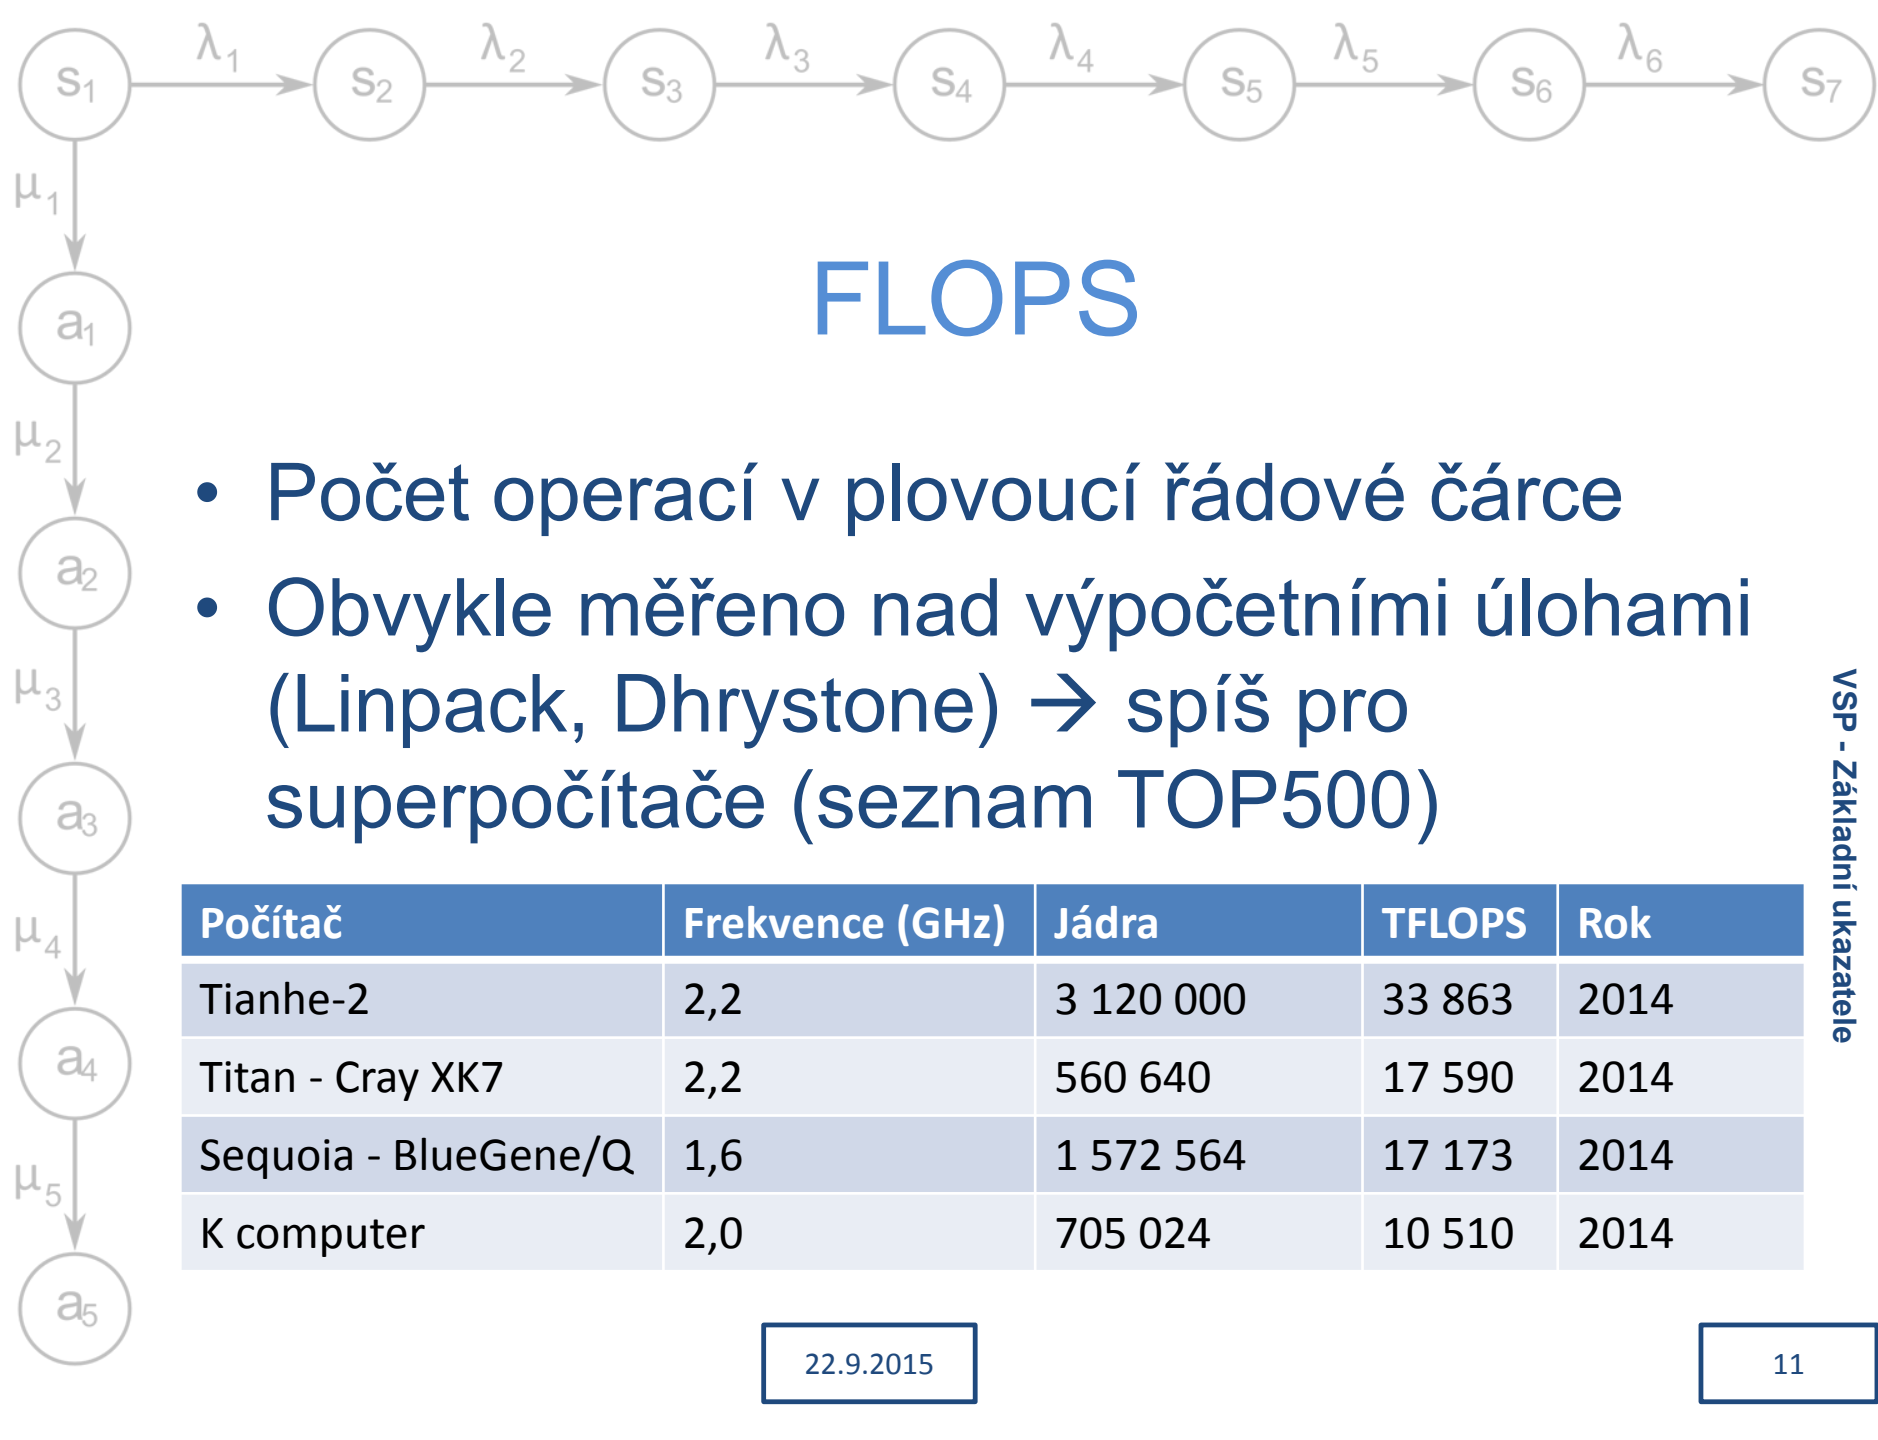 s1 λ1 s2 λ2 s3 λ3 s4 λ4 s5 λ5 s6 λ6 s7
μ1
a1
μ2
a2
μ3
a3
μ4
a4
μ5
a5
FLOPS
• Počet operací v plovoucí řádové čárce
• Obvykle měřeno nad výpočetními úlohami
(Linpack, Dhrystone) → spíš pro
superpočítače (seznam TOP500)
Počítač Frekvence (GHz) Jádra TFLOPS Rok
Tianhe-2 2,2 3 120 000 33 863 2014
Titan - Cray XK7 2,2 560 640 17 590 2014
Sequoia - BlueGene/Q 1,6 1 572 564 17 173 2014
K computer 2,0 705 024 10 510 2014
VSP - Základní ukazatele
22.9.2015
11